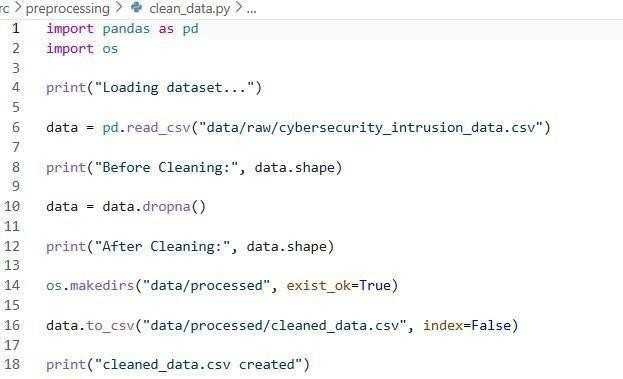 rc > preprocessing > clean_data.py > ...
1 import pandas as pd
2 import os
3
4 print("Loading dataset...")
5
6 data = pd.read_csv("data/raw/cybersecurity_intrusion_data.csv")
7
8 print("Before Cleaning:", data.shape)
9
10 data = data.dropna()
11
12 print("After Cleaning:", data.shape)
13
14 os.makedirs("data/processed", exist_ok=True)
15
16 data.to_csv("data/processed/cleaned_data.csv", index=False)
17
18 print("cleaned_data.csv created")